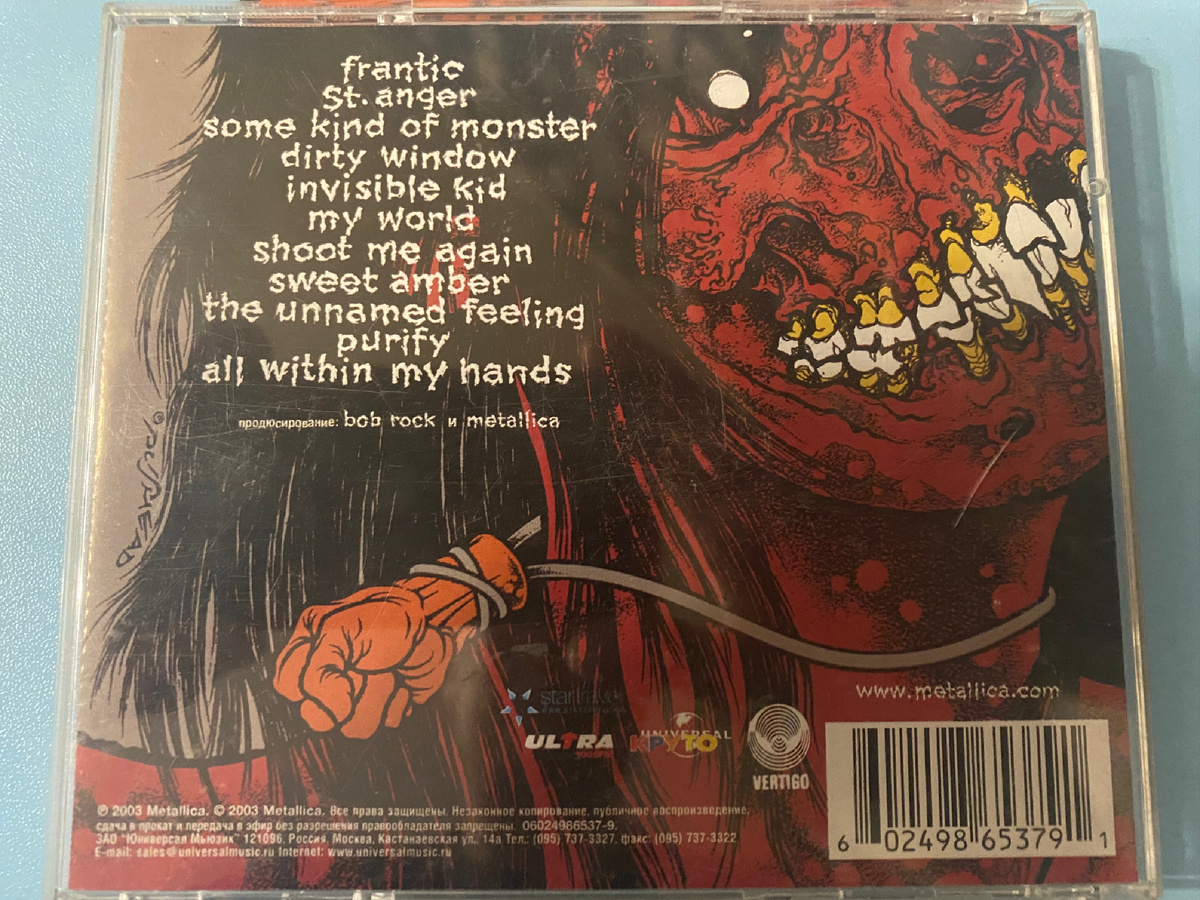 frantic
St. anger
some kind of monster
dirty window
invisible kid
my world
shoot me again
sweet amber
the unnamed feeling
purify
all within my hands
продюсирование: bob rock и metallica
PUSHEAD
star travel
ULTRA
UNIVERSAL
КРУТО
VERTIGO
www.metallica.com
℗ 2003 Metallica. © 2003 Metallica. Все права защищены. Незаконное копирование, публичное воспроизведение,
сдача в прокат и передача в эфир без разрешения правообладателя запрещены. 06024986537-9.
ЗАО "Юниверсал Мьюзик" 121096, Россия, Москва, Кастанаевская ул., 14а Тел.: (095) 737-3327, факс: (095) 737-3322
E-mail: sales@universalmusic.ru Internet: www.universalmusic.ru
6 02498 65379 1